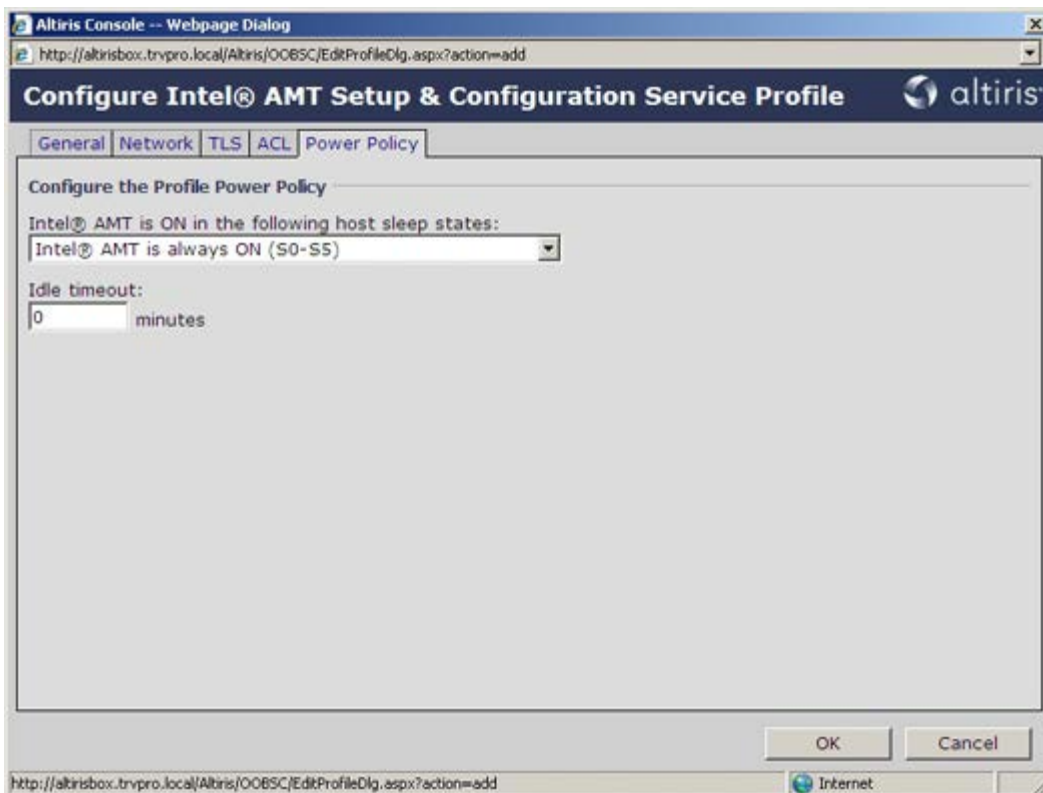 Altiris Console -- Webpage Dialog
http://altirisbox.trvpro.local/Altiris/OOBSC/EditProfileDlg.aspx?action=add
Configure Intel® AMT Setup & Configuration Service Profile
altiris
General Network TLS ACL Power Policy
Configure the Profile Power Policy
Intel® AMT is ON in the following host sleep states:
Intel® AMT is always ON (S0-S5)
Idle timeout:
0 minutes
OK Cancel
http://altirisbox.trvpro.local/Altiris/OOBSC/EditProfileDlg.aspx?action=add Internet